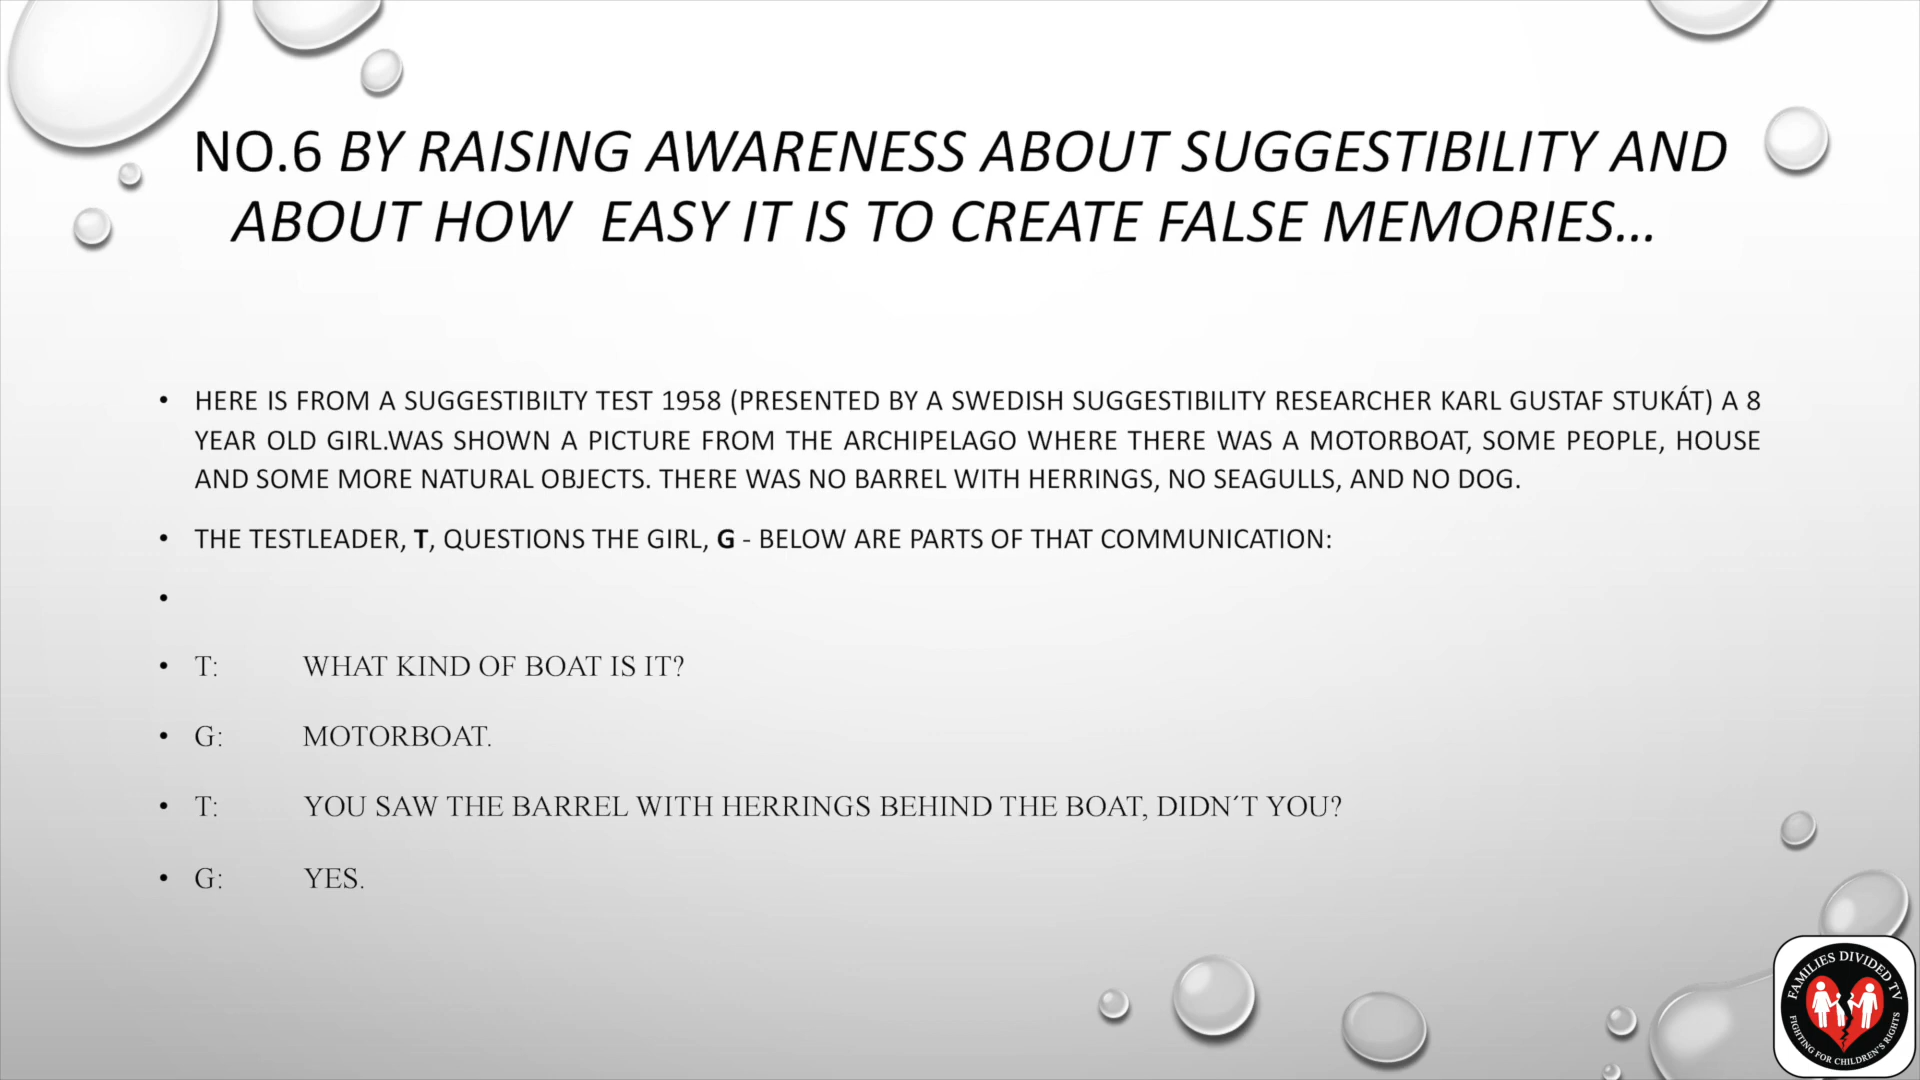 NO.6 BY RAISING AWARENESS ABOUT SUGGESTIBILITY AND
ABOUT HOW EASY IT IS TO CREATE FALSE MEMORIES...
• HERE IS FROM A SUGGESTIBILTY TEST 1958 (PRESENTED BY A SWEDISH SUGGESTIBILITY RESEARCHER KARL GUSTAF STUKÁT) A 8
YEAR OLD GIRL.WAS SHOWN A PICTURE FROM THE ARCHIPELAGO WHERE THERE WAS A MOTORBOAT, SOME PEOPLE, HOUSE
AND SOME MORE NATURAL OBJECTS. THERE WAS NO BARREL WITH HERRINGS, NO SEAGULLS, AND NO DOG.
• THE TESTLEADER, T, QUESTIONS THE GIRL, G - BELOW ARE PARTS OF THAT COMMUNICATION:
•
• T: WHAT KIND OF BOAT IS IT?
• G: MOTORBOAT.
• T: YOU SAW THE BARREL WITH HERRINGS BEHIND THE BOAT, DIDN´T YOU?
• G: YES.
FAMILIES DIVIDED TV
FIGHTING FOR CHILDREN'S RIGHTS